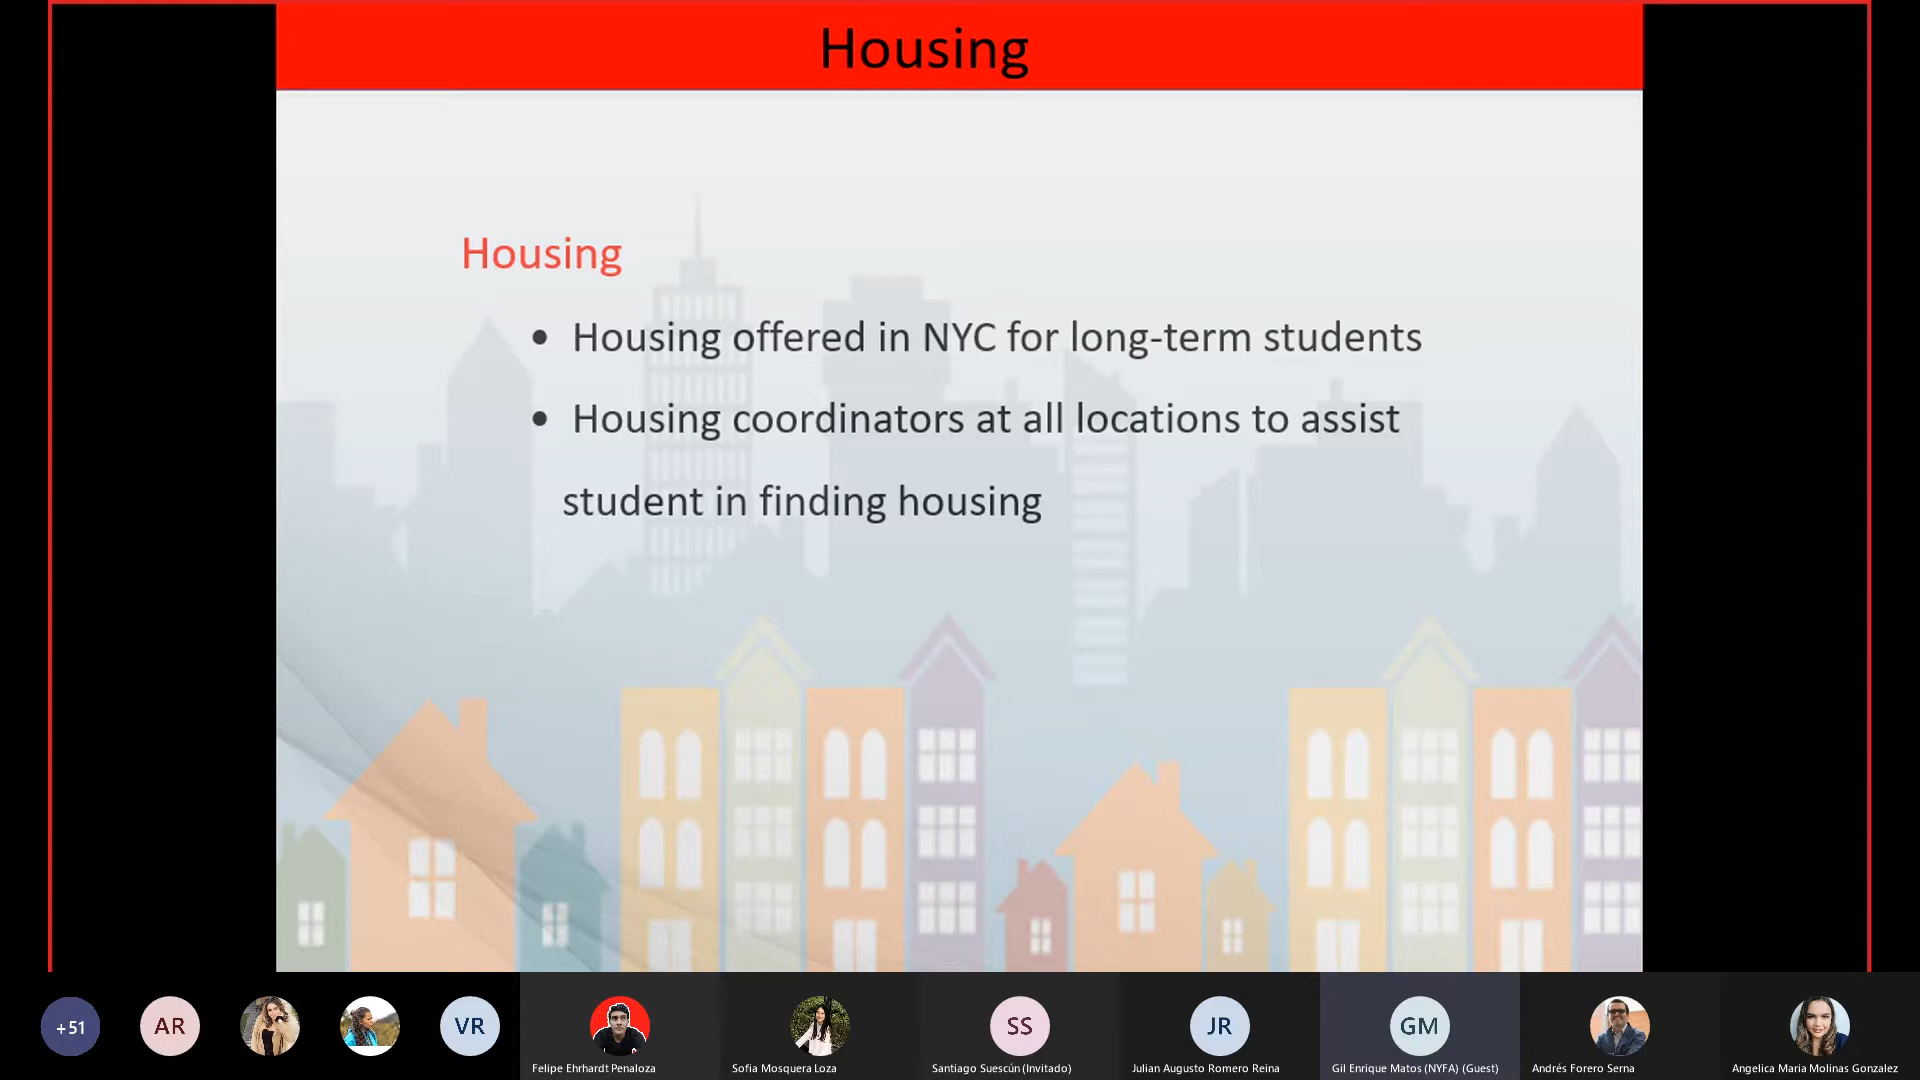 Housing
Housing
• Housing offered in NYC for long-term students
• Housing coordinators at all locations to assist
student in finding housing
+51
AR
VR
SS
JR
GM
Felipe Ehrhardt Penaloza
Sofia Mosquera Loza
Santiago Suescún (Invitado)
Julian Augusto Romero Reina
Gil Enrique Matos (NYFA) (Guest)
Andrés Forero Serna
Angelica Maria Molinas Gonzalez